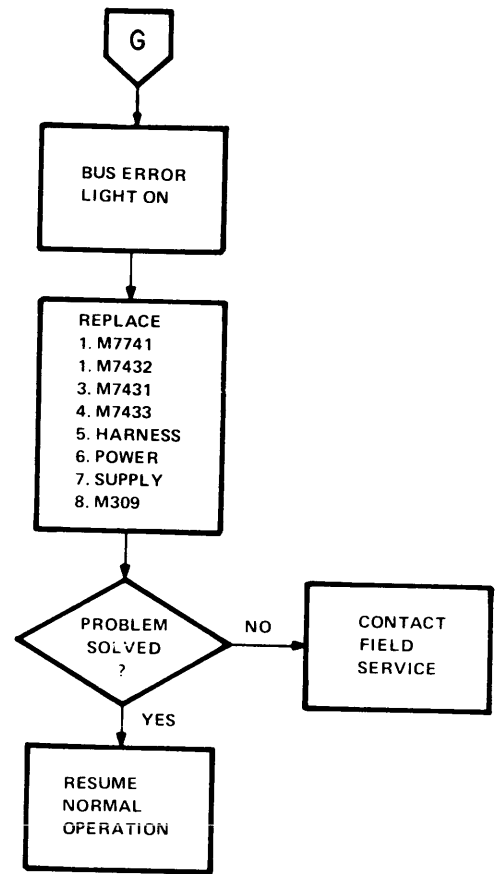 G
BUS ERROR
LIGHT ON
REPLACE
1. M7741
1. M7432
3. M7431
4. M7433
5. HARNESS
6. POWER
7. SUPPLY
8. M309
PROBLEM
SOLVED
?
NO
CONTACT
FIELD
SERVICE
YES
RESUME
NORMAL
OPERATION